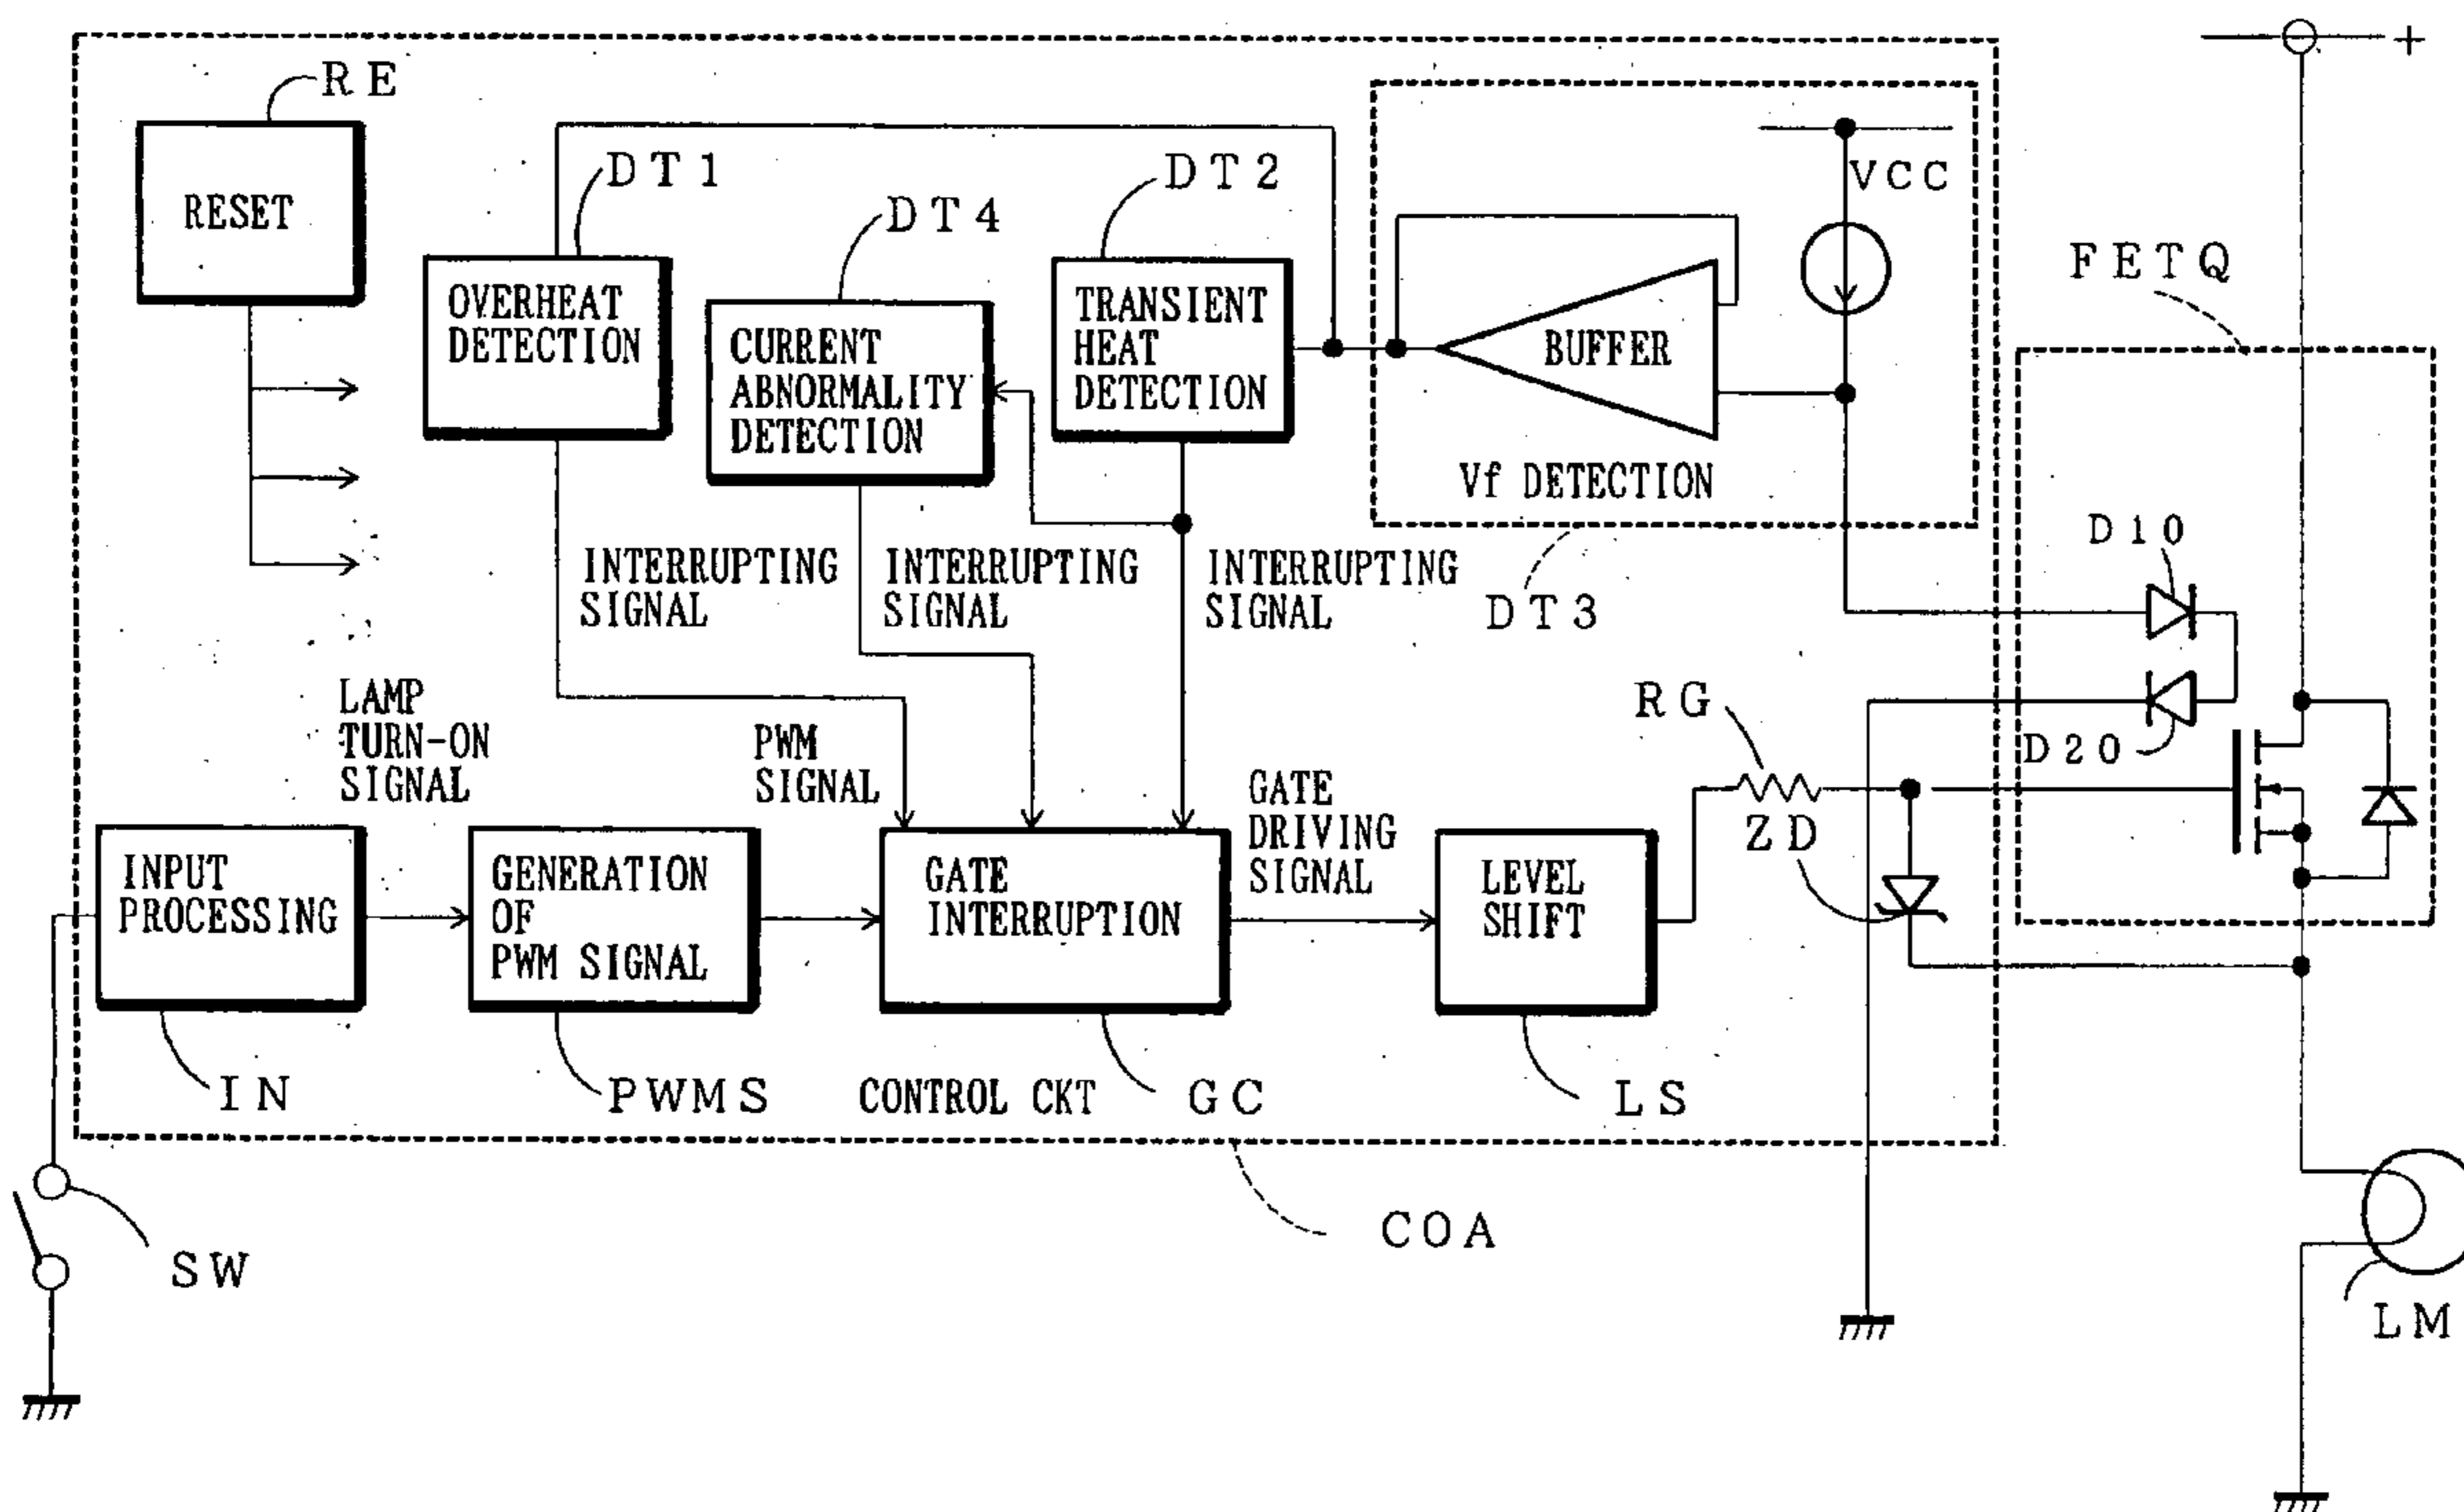 +
RE
RESET
DT1
DT4
DT2
VCC
FETQ
OVERHEAT
DETECTION
CURRENT
ABNORMALITY
DETECTION
TRANSIENT
HEAT
DETECTION
BUFFER
Vf DETECTION
D10
INTERRUPTING
SIGNAL
INTERRUPTING
SIGNAL
INTERRUPTING
SIGNAL
DT3
LAMP
TURN-ON
SIGNAL
PWM
SIGNAL
RG
D20
GATE
DRIVING
SIGNAL
ZD
INPUT
PROCESSING
GENERATION
OF
PWM SIGNAL
GATE
INTERRUPTION
LEVEL
SHIFT
IN
PWMS
CONTROL CKT
GC
LS
SW
COA
LM